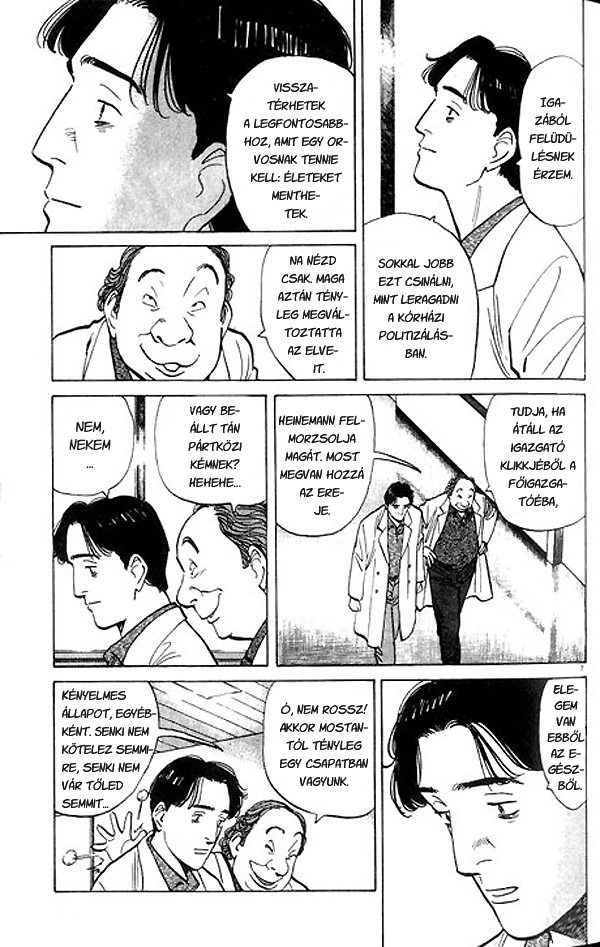 IGA-
ZÁBÓL
FELÜDÜ-
LÉSNEK
ÉRZEM.
SOKKAL JOBB
EZT CSINÁLNI,
MINT LERAGADNI
A KÓRHÁZI
POLITIZÁLÁS-
BAN.
VISSZA-
TÉRHETEK
A LEGFONTOSABB-
HOZ, AMIT EGY OR-
VOSNAK TENNIE
KELL: ÉLETEKET
MENTHE-
TEK.
NA NÉZD
CSAK. MAGA
AZTÁN TÉNY-
LEG MEGVÁL-
TOZTATTA
AZ ELVE-
IT.
TUDJA, HA
ÁTÁLL AZ
IGAZGATÓ
KLIKKJÉBŐL A
FŐIGAZGA-
TÓÉBA,
HEINEMANN FEL-
MORZSOLJA
MAGÁT. MOST
MEGVAN HOZZÁ
AZ ERE-
JE.
VAGY BE-
ÁLLT TÁN
PÁRTKÖZI
KÉMNEK?
HEHEHE...
NEM,
NEKEM
...
7
ELE-
GEM
VAN
EBBŐL
AZ E-
GÉSZ-
BŐL.
Ó, NEM ROSSZ!
AKKOR MOSTAN-
TÓL TÉNYLEG
EGY CSAPATBAN
VAGYUNK.
KÉNYELMES
ÁLLAPOT, EGYÉB-
KÉNT. SENKI NEM
KÖTELEZ SEMMI-
RE, SENKI NEM
VÁR TŐLED
SEMMIT...